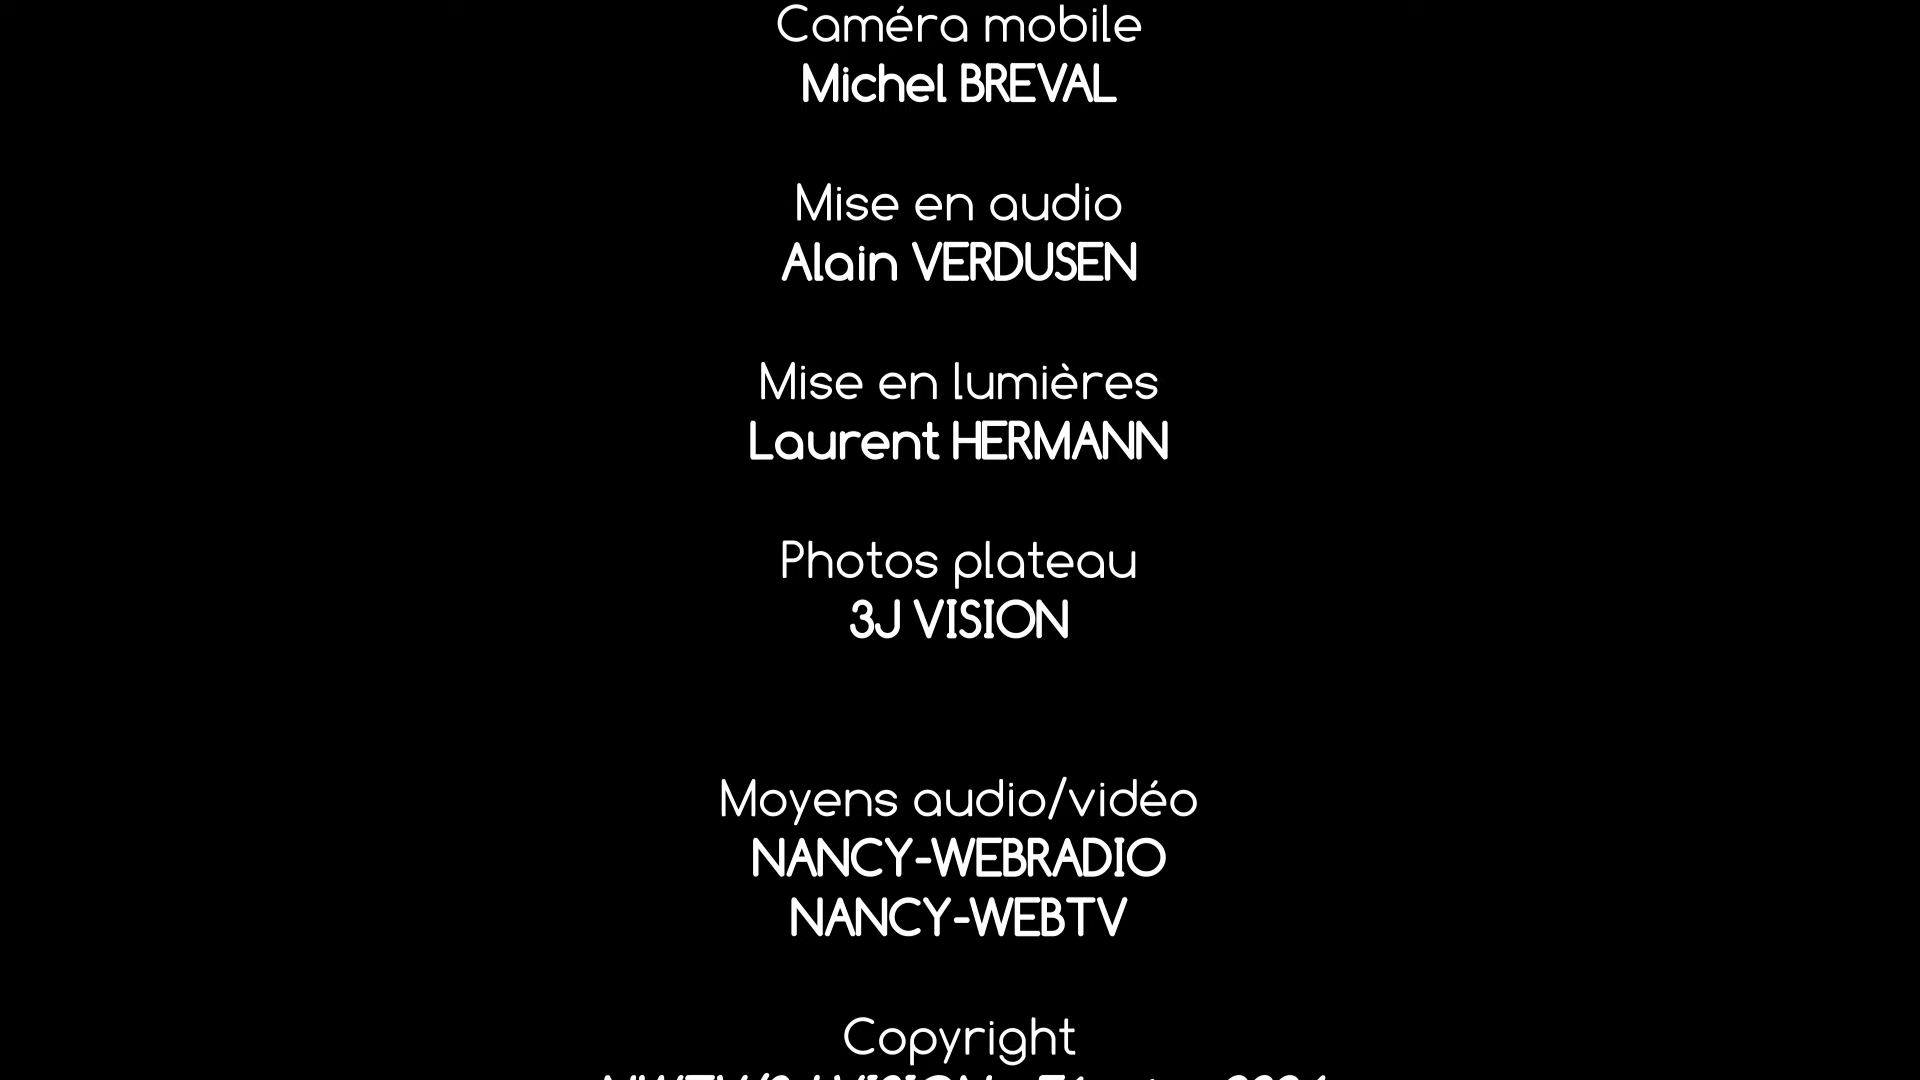 Caméra mobile
Michel BREVAL
Mise en audio
Alain VERDUSEN
Mise en lumières
Laurent HERMANN
Photos plateau
3J VISION
Moyens audio/vidéo
NANCY-WEBRADIO
NANCY-WEBTV
Copyright